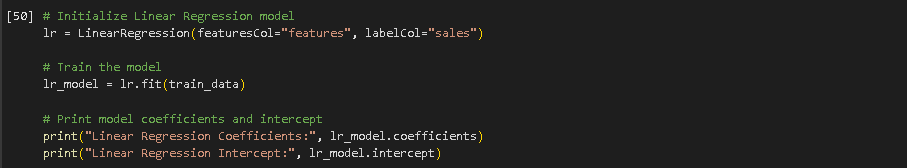 [50] # Initialize Linear Regression model
lr = LinearRegression(featuresCol="features", labelCol="sales")
# Train the model
lr_model = lr.fit(train_data)
# Print model coefficients and intercept
print("Linear Regression Coefficients:", lr_model.coefficients)
print("Linear Regression Intercept:", lr_model.intercept)